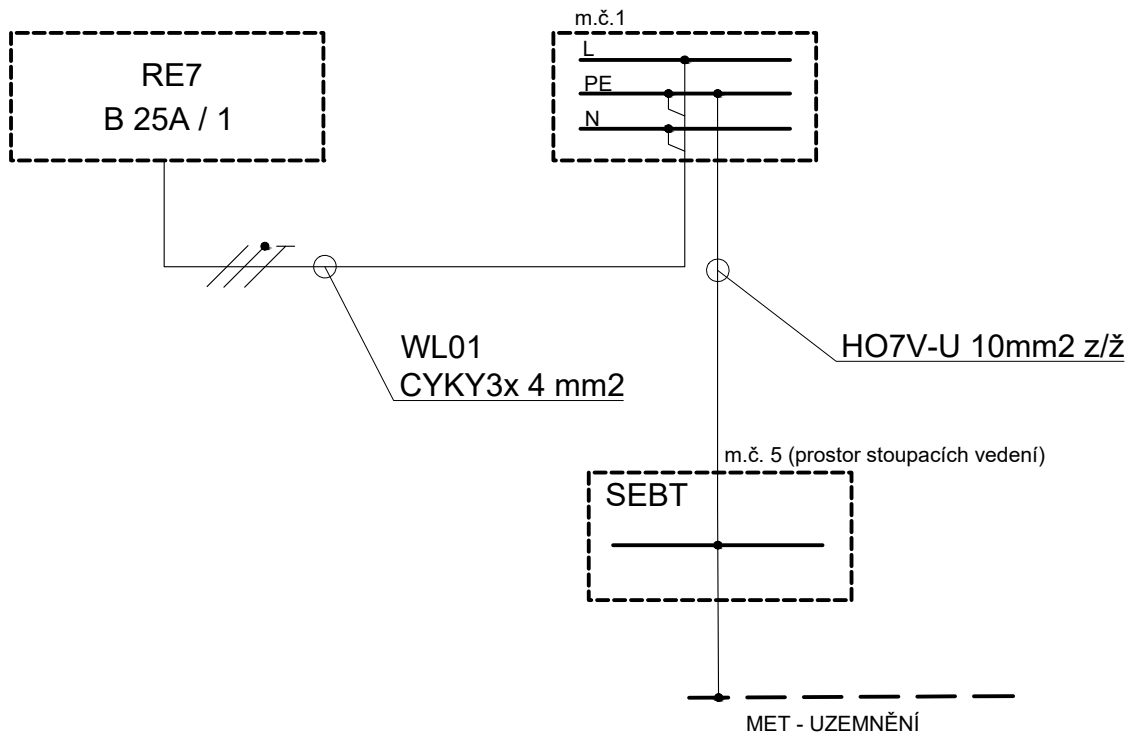 m.č.1
RE7
B 25A / 1
L
PE
N
WL01
CYKY3x 4 mm2
HO7V-U 10mm2 z/ž
m.č. 5 (prostor stoupacích vedení)
SEBT
MET - UZEMNĚNÍ